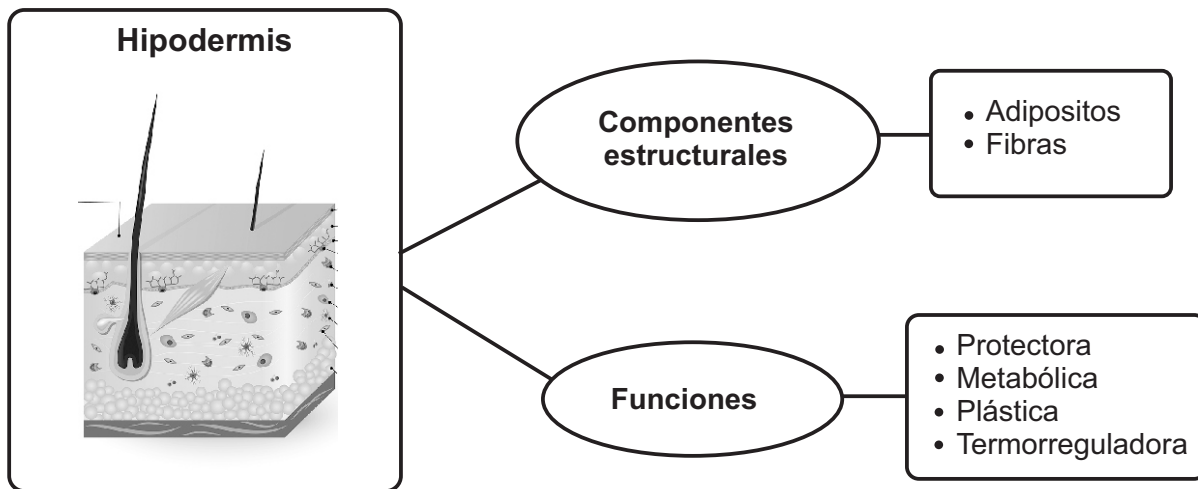 Hipodermis
Componentes
estructurales
• Adipositos
• Fibras
Funciones
• Protectora
• Metabólica
• Plástica
• Termorreguladora